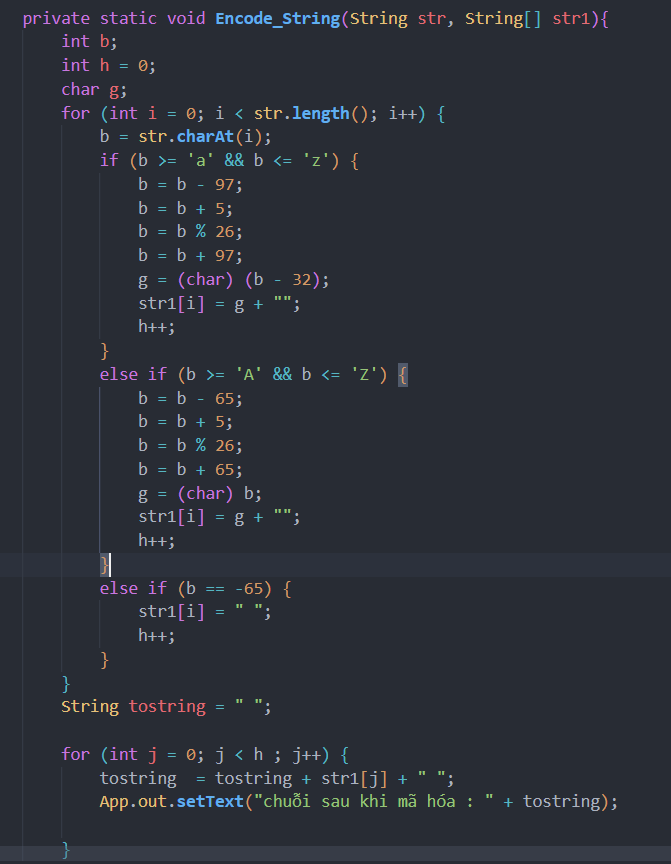 private static void Encode_String(String str, String[] str1){
int b;
int h = 0;
char g;
for (int i = 0; i < str.length(); i++) {
b = str.charAt(i);
if (b >= 'a' && b <= 'z') {
b = b - 97;
b = b + 5;
b = b % 26;
b = b + 97;
g = (char) (b - 32);
str1[i] = g + "";
h++;
}
else if (b >= 'A' && b <= 'Z') {
b = b - 65;
b = b + 5;
b = b % 26;
b = b + 65;
g = (char) b;
str1[i] = g + "";
h++;
}
else if (b == -65) {
str1[i] = " ";
h++;
}
}
String tostring = " ";
for (int j = 0; j < h ; j++) {
tostring  = tostring + str1[j] + " ";
App.out.setText("chuỗi sau khi mã hóa : " + tostring);
}